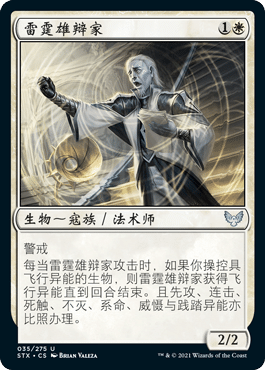 雷霆雄辩家 1
生物～寇族／法术师
警戒
每当雷霆雄辩家攻击时，如果你操控具
飞行异能的生物，则雷霆雄辩家获得飞
行异能直到回合结束。且先攻、连击、
死触、不灭、系命、威慑与践踏异能亦
比照办理。
2/2
035/275 U
STX • CS BRIAN VALEZA
™ & © 2021 Wizards of the Coast